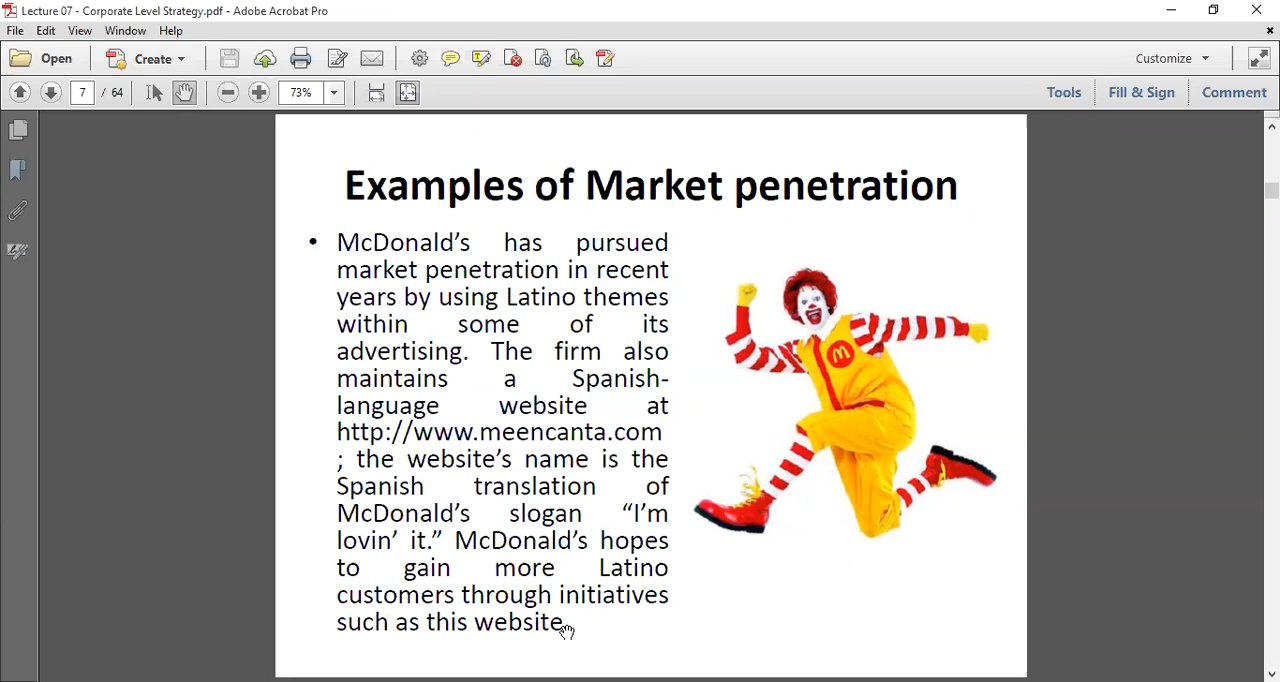 Lecture 07 - Corporate Level Strategy.pdf - Adobe Acrobat Pro
File Edit View Window Help
Open Create Customize
7 / 64 73% Tools Fill & Sign Comment
Examples of Market penetration
• McDonald’s has pursued
market penetration in recent
years by using Latino themes
within some of its
advertising. The firm also
maintains a Spanish-
language website at
http://www.meencanta.com
; the website’s name is the
Spanish translation of
McDonald’s slogan “I’m
lovin’ it.” McDonald’s hopes
to gain more Latino
customers through initiatives
such as this website